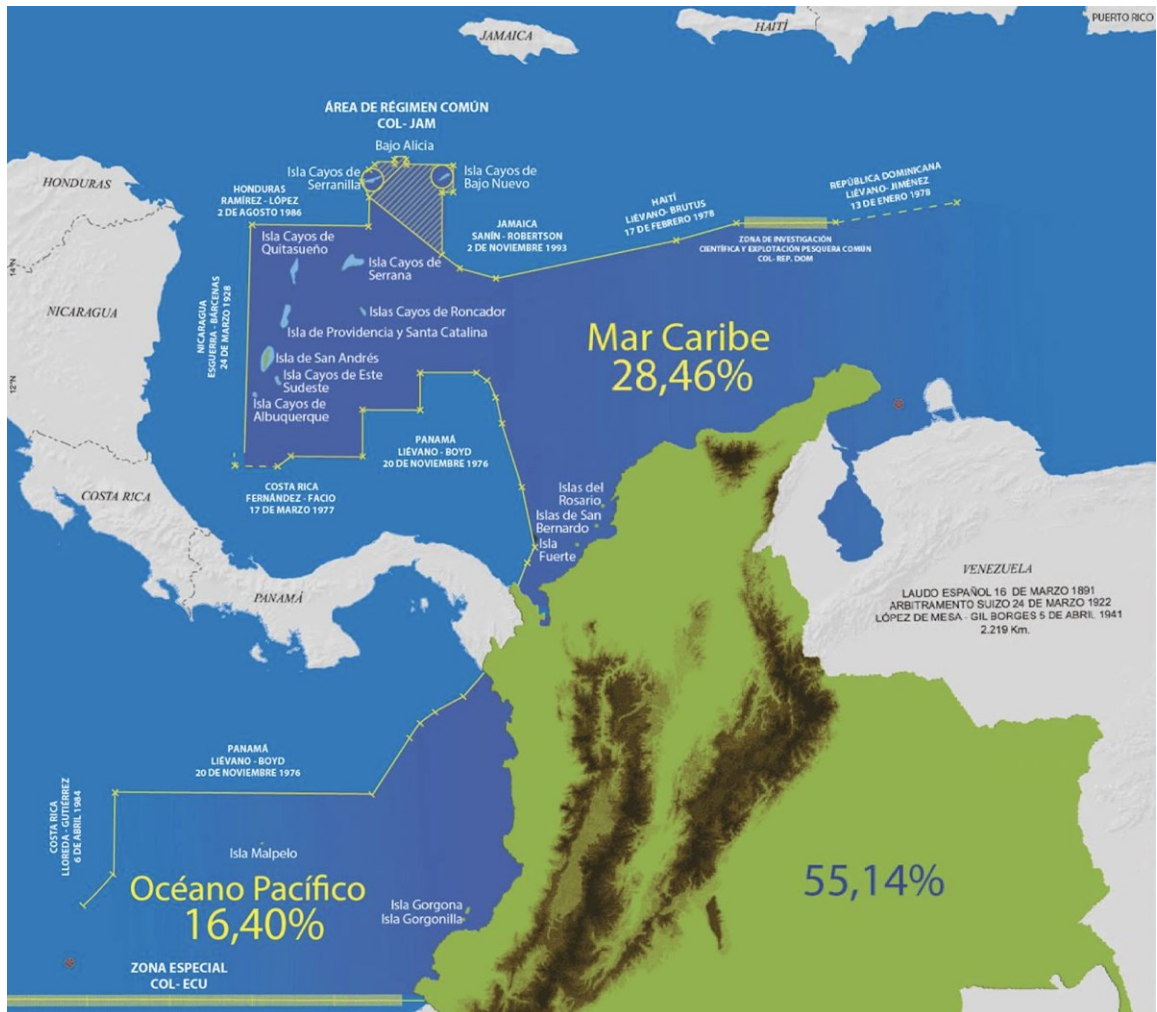 PUERTO RICO
JAMAICA
HAITÍ
ÁREA DE RÉGIMEN COMÚN
COL- JAM
Bajo Alicia
Isla Cayos de
Serranilla
Isla Cayos de
Bajo Nuevo
HONDURAS
HONDURAS
RAMÍREZ - LÓPEZ
2 DE AGOSTO 1986
JAMAICA
SANÍN - ROBERTSON
2 DE NOVIEMBRE 1993
HAITÍ
LIÉVANO- BRUTUS
17 DE FEBRERO 1978
REPÚBLICA DOMINICANA
LIÉVANO- JIMÉNEZ
13 DE ENERO 1978
ZONA DE INVESTIGACIÓN
CIENTÍFICA Y EXPLOTACIÓN PESQUERA COMÚN
COL- REP. DOM
14°N
Isla Cayos de
Quitasueño
Isla Cayos de
Serrana
NICARAGUA
NICARAGUA
ESGUERRA - BÁRCENAS
24 DE MARZO 1928
Islas Cayos de Roncador
Isla de Providencia y Santa Catalina
Mar Caribe
28,46%
12°N
Isla de San Andrés
Isla Cayos de Este
Sudeste
Isla Cayos de
Albuquerque
PANAMÁ
LIÉVANO - BOYD
20 DE NOVIEMBRE 1976
COSTA RICA
COSTA RICA
FERNÁNDEZ - FACIO
17 DE MARZO 1977
Islas del
Rosario
Islas de San
Bernardo
Isla
Fuerte
PANAMÁ
VENEZUELA
LAUDO ESPAÑOL 16 DE MARZO 1891
ARBITRAMENTO SUIZO 24 DE MARZO 1922
LÓPEZ DE MESA - GIL BORGES 5 DE ABRIL 1941
2.219 Km.
PANAMÁ
LIÉVANO - BOYD
20 DE NOVIEMBRE 1976
COSTA RICA
LLOREDA - GUTIÉRREZ
6 DE ABRIL 1984
Isla Malpelo
Océano Pacífico
16,40%
Isla Gorgona
Isla Gorgonilla
55,14%
ZONA ESPECIAL
COL- ECU